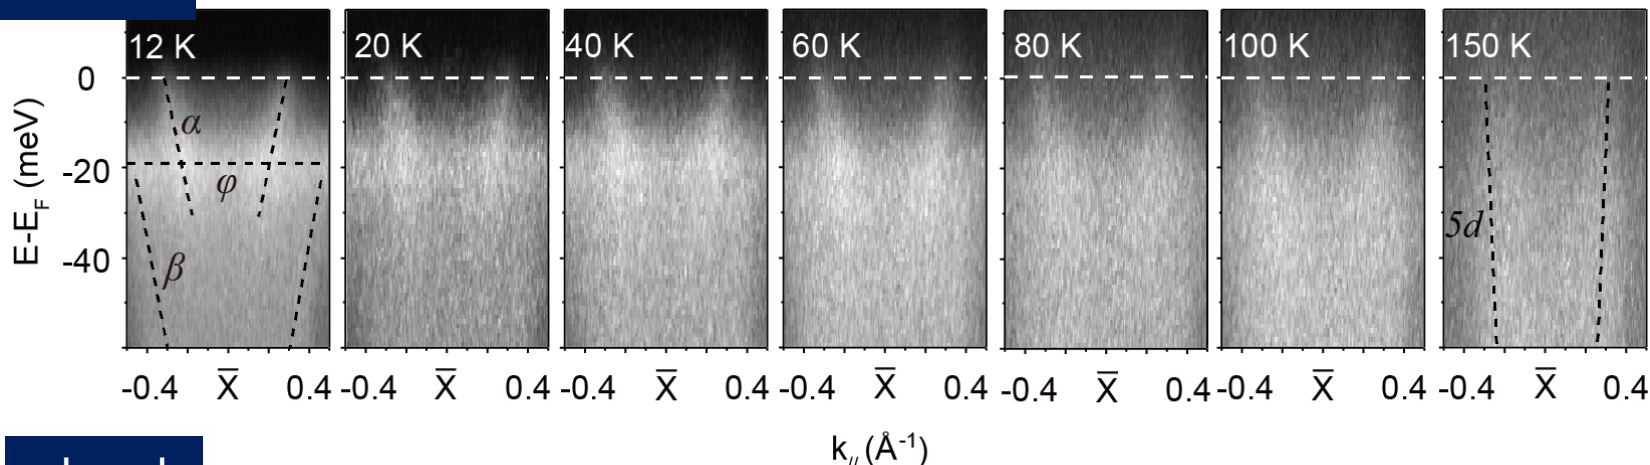 12 K 20 K 40 K 60 K 80 K 100 K 150 K
0
α
-20
φ
5d
-40
β
E-E_F (meV)
-0.4 X̅ 0.4 -0.4 X̅ 0.4 -0.4 X̅ 0.4 -0.4 X̅ 0.4 -0.4 X̅ 0.4 -0.4 X̅ 0.4 -0.4 X̅ 0.4
k_// (Å⁻¹)